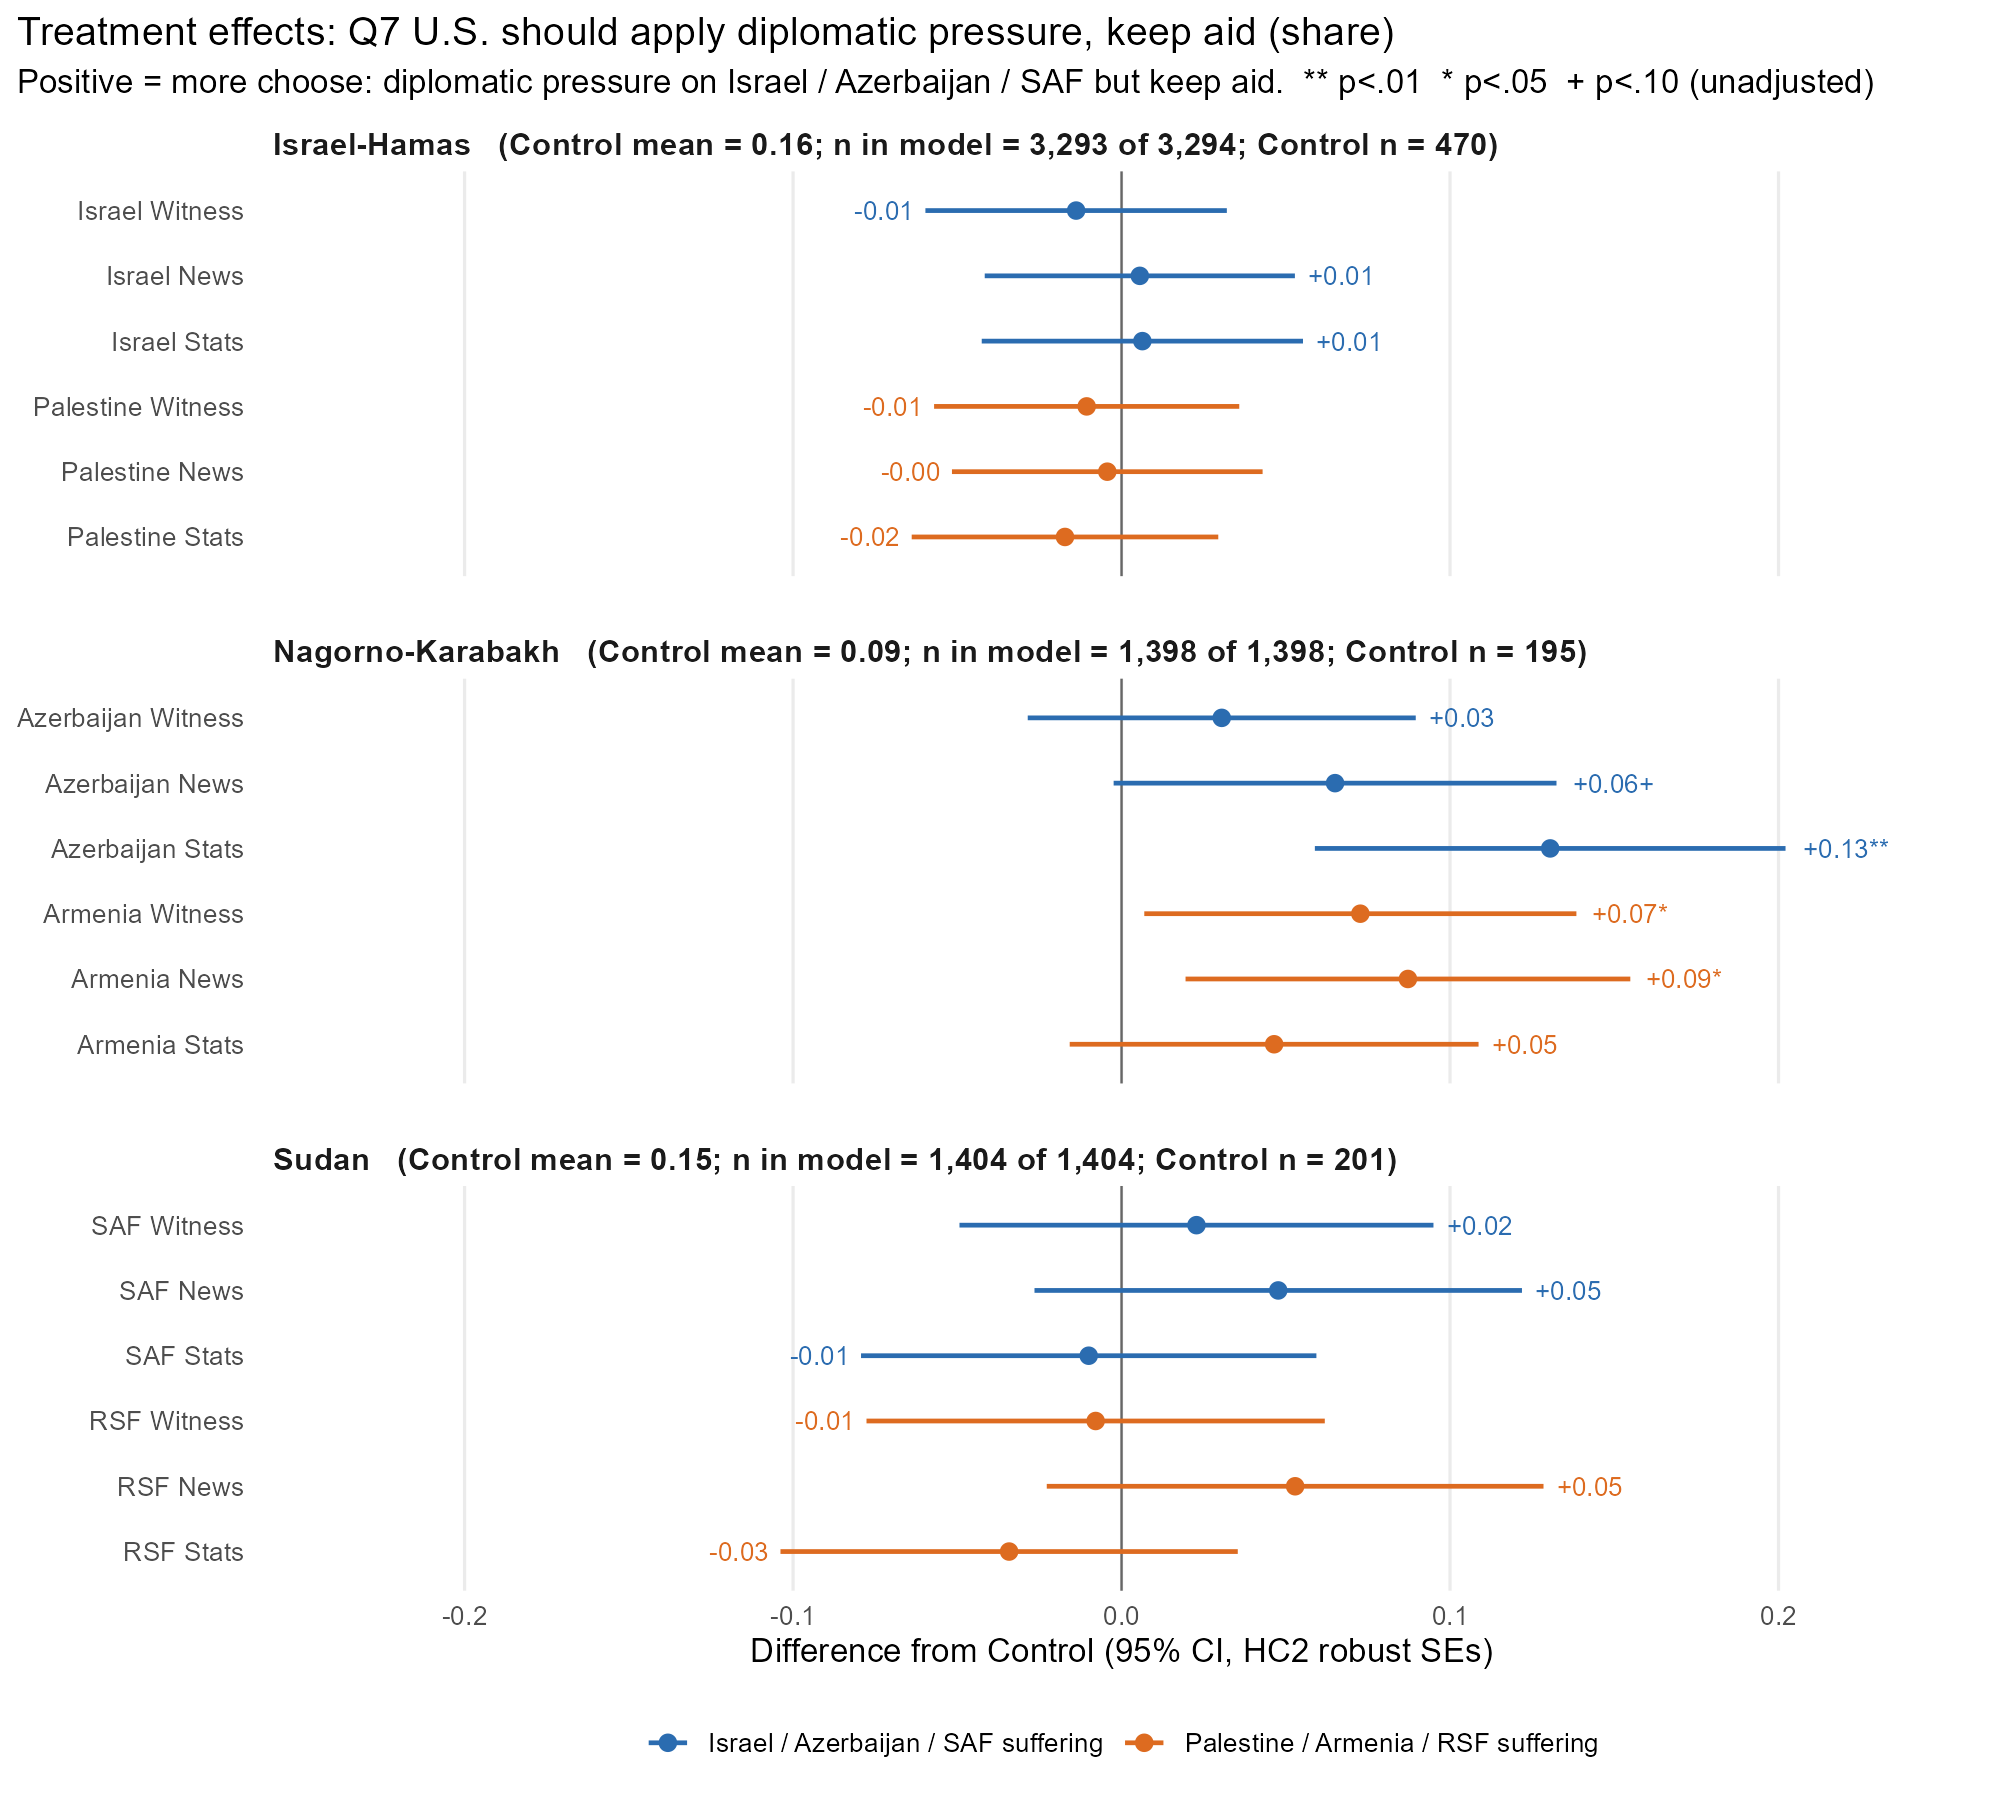 Treatment effects: Q7 U.S. should apply diplomatic pressure, keep aid (share)
Positive = more choose: diplomatic pressure on Israel / Azerbaijan / SAF but keep aid.  ** p<.01  * p<.05  + p<.10 (unadjusted)
Israel-Hamas   (Control mean = 0.16; n in model = 3,293 of 3,294; Control n = 470)
Israel Witness -0.01
Israel News +0.01
Israel Stats +0.01
Palestine Witness -0.01
Palestine News -0.00
Palestine Stats -0.02
Nagorno-Karabakh   (Control mean = 0.09; n in model = 1,398 of 1,398; Control n = 195)
Azerbaijan Witness +0.03
Azerbaijan News +0.06+
Azerbaijan Stats +0.13**
Armenia Witness +0.07*
Armenia News +0.09*
Armenia Stats +0.05
Sudan   (Control mean = 0.15; n in model = 1,404 of 1,404; Control n = 201)
SAF Witness +0.02
SAF News +0.05
SAF Stats -0.01
RSF Witness -0.01
RSF News +0.05
RSF Stats -0.03
-0.2 -0.1 0.0 0.1 0.2
Difference from Control (95% CI, HC2 robust SEs)
Israel / Azerbaijan / SAF suffering Palestine / Armenia / RSF suffering